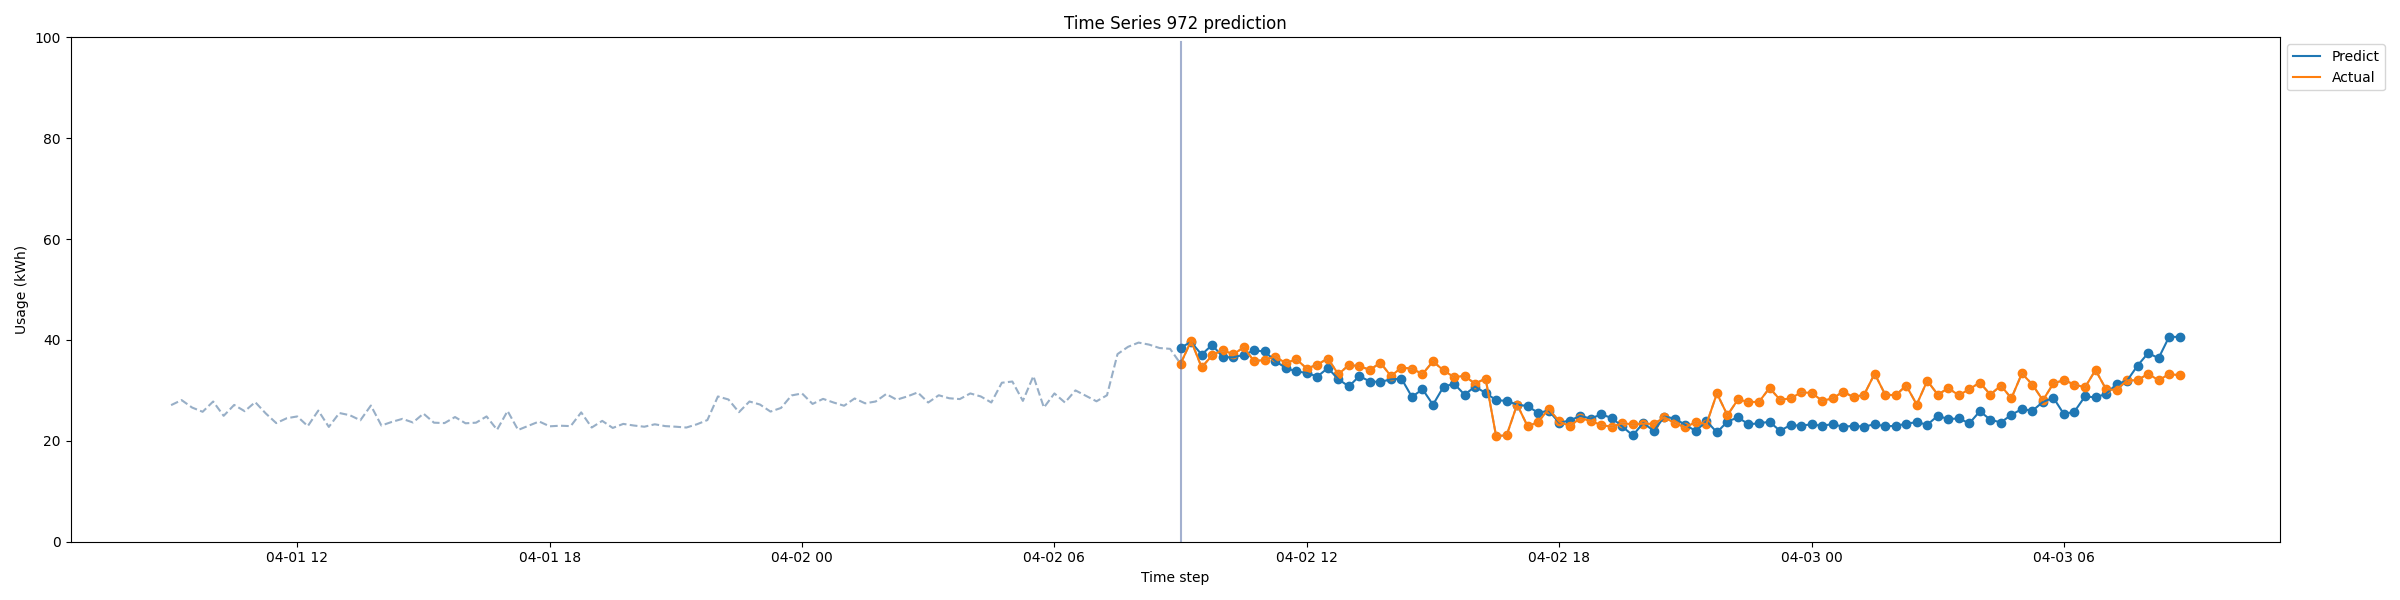 Time Series 972 prediction
100
80
60
40
20
0
Usage (kWh)
04-01 12
04-01 18
04-02 00
04-02 06
04-02 12
04-02 18
04-03 00
04-03 06
Time step
Predict
Actual